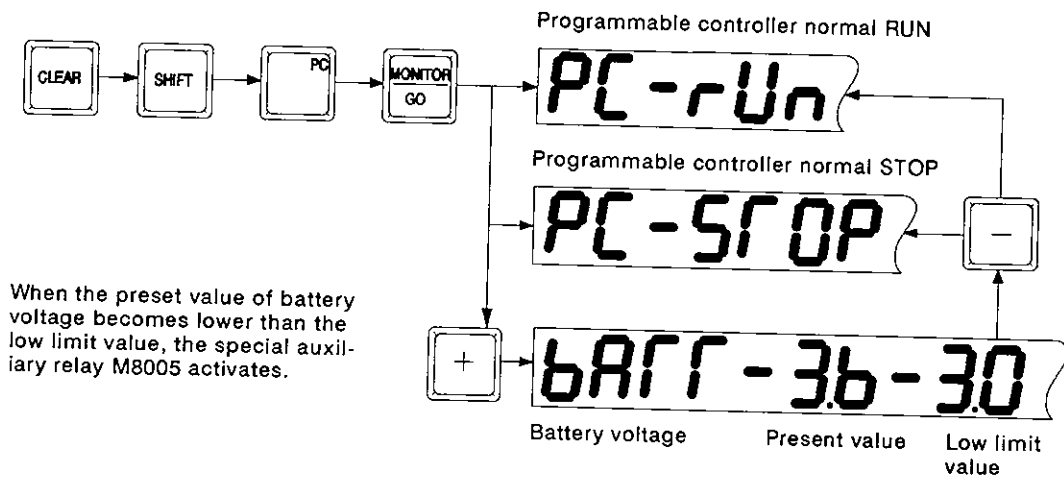 Programmable controller normal RUN
CLEAR
SHIFT
PC
MONITOR
GO
PC-rUn
Programmable controller normal STOP
PC-STOP
−
When the preset value of battery
voltage becomes lower than the
low limit value, the special auxil-
iary relay M8005 activates.
+
bATT-3.6-3.0
Battery voltage
Present value
Low limit
value